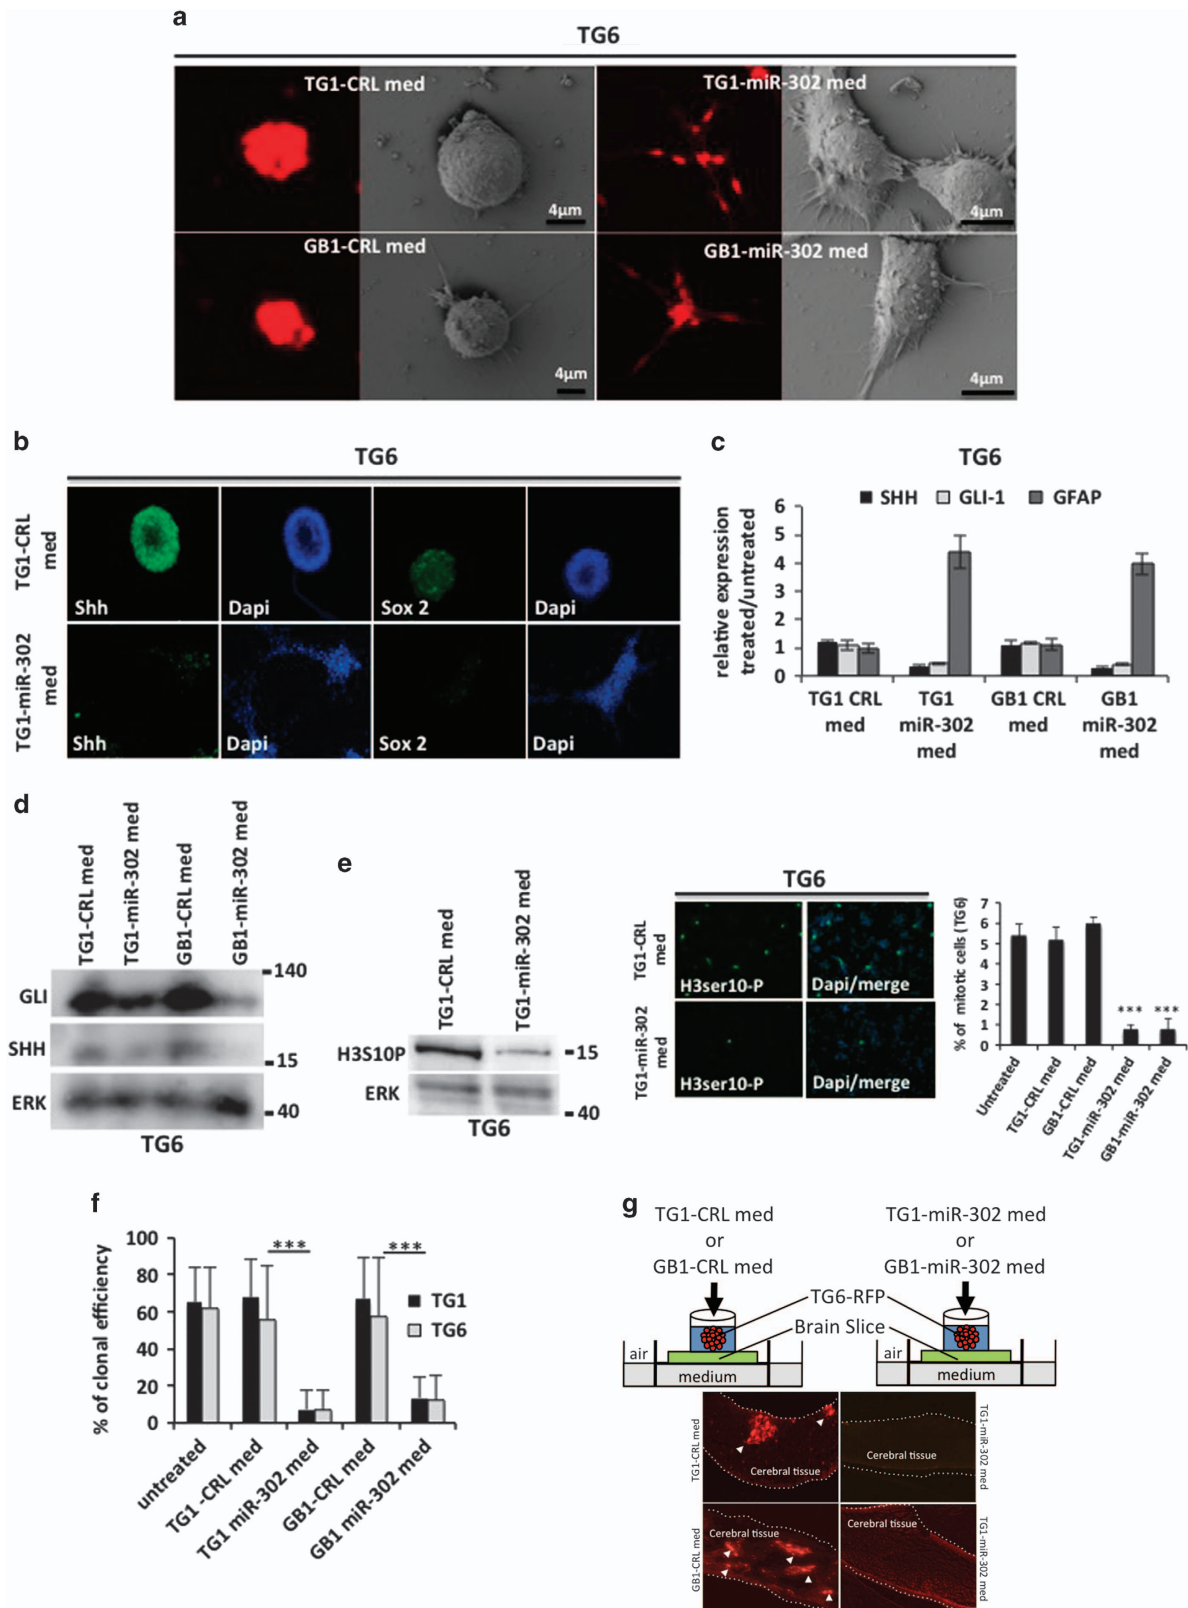 a
TG6
TG1-CRL med
TG1-miR-302 med
4µm
4µm
GB1-CRL med
GB1-miR-302 med
4µm
4µm
b
TG6
TG1-CRL
med
Shh
Dapi
Sox 2
Dapi
TG1-miR-302
med
Shh
Dapi
Sox 2
Dapi
c
TG6
SHH
GLI-1
GFAP
relative expression
treated/untreated
6
5
4
3
2
1
0
TG1 CRL
med
TG1
miR-302
med
GB1 CRL
med
GB1
miR-302
med
d
TG1-CRL med
TG1-miR-302 med
GB1-CRL med
GB1-miR-302 med
140
GLI
SHH
15
ERK
40
TG6
e
TG1-CRL med
TG1-miR-302 med
H3S10P
15
ERK
40
TG6
TG6
TG1-CRL
med
H3ser10-P
Dapi/merge
TG1-miR-302
med
H3ser10-P
Dapi/merge
% of mitotic cells (TG6)
7
6
5
4
3
2
1
0
***
***
Untreated
TG1-CRL med
GB1-CRL med
TG1-miR-302 med
GB1-miR-302 med
f
% of clonal efficiency
100
80
60
40
20
0
***
***
TG1
TG6
untreated
TG1 -CRL med
TG1 miR-302 med
GB1-CRL med
GB1 miR-302 med
g
TG1-CRL med
or
GB1-CRL med
TG1-miR-302 med
or
GB1-miR-302 med
TG6-RFP
Brain Slice
air
medium
air
medium
TG1-CRL med
Cerebral tissue
Cerebral tissue
TG1-miR-302 med
GB1-CRL med
Cerebral tissue
Cerebral tissue
TG1-miR-302 med